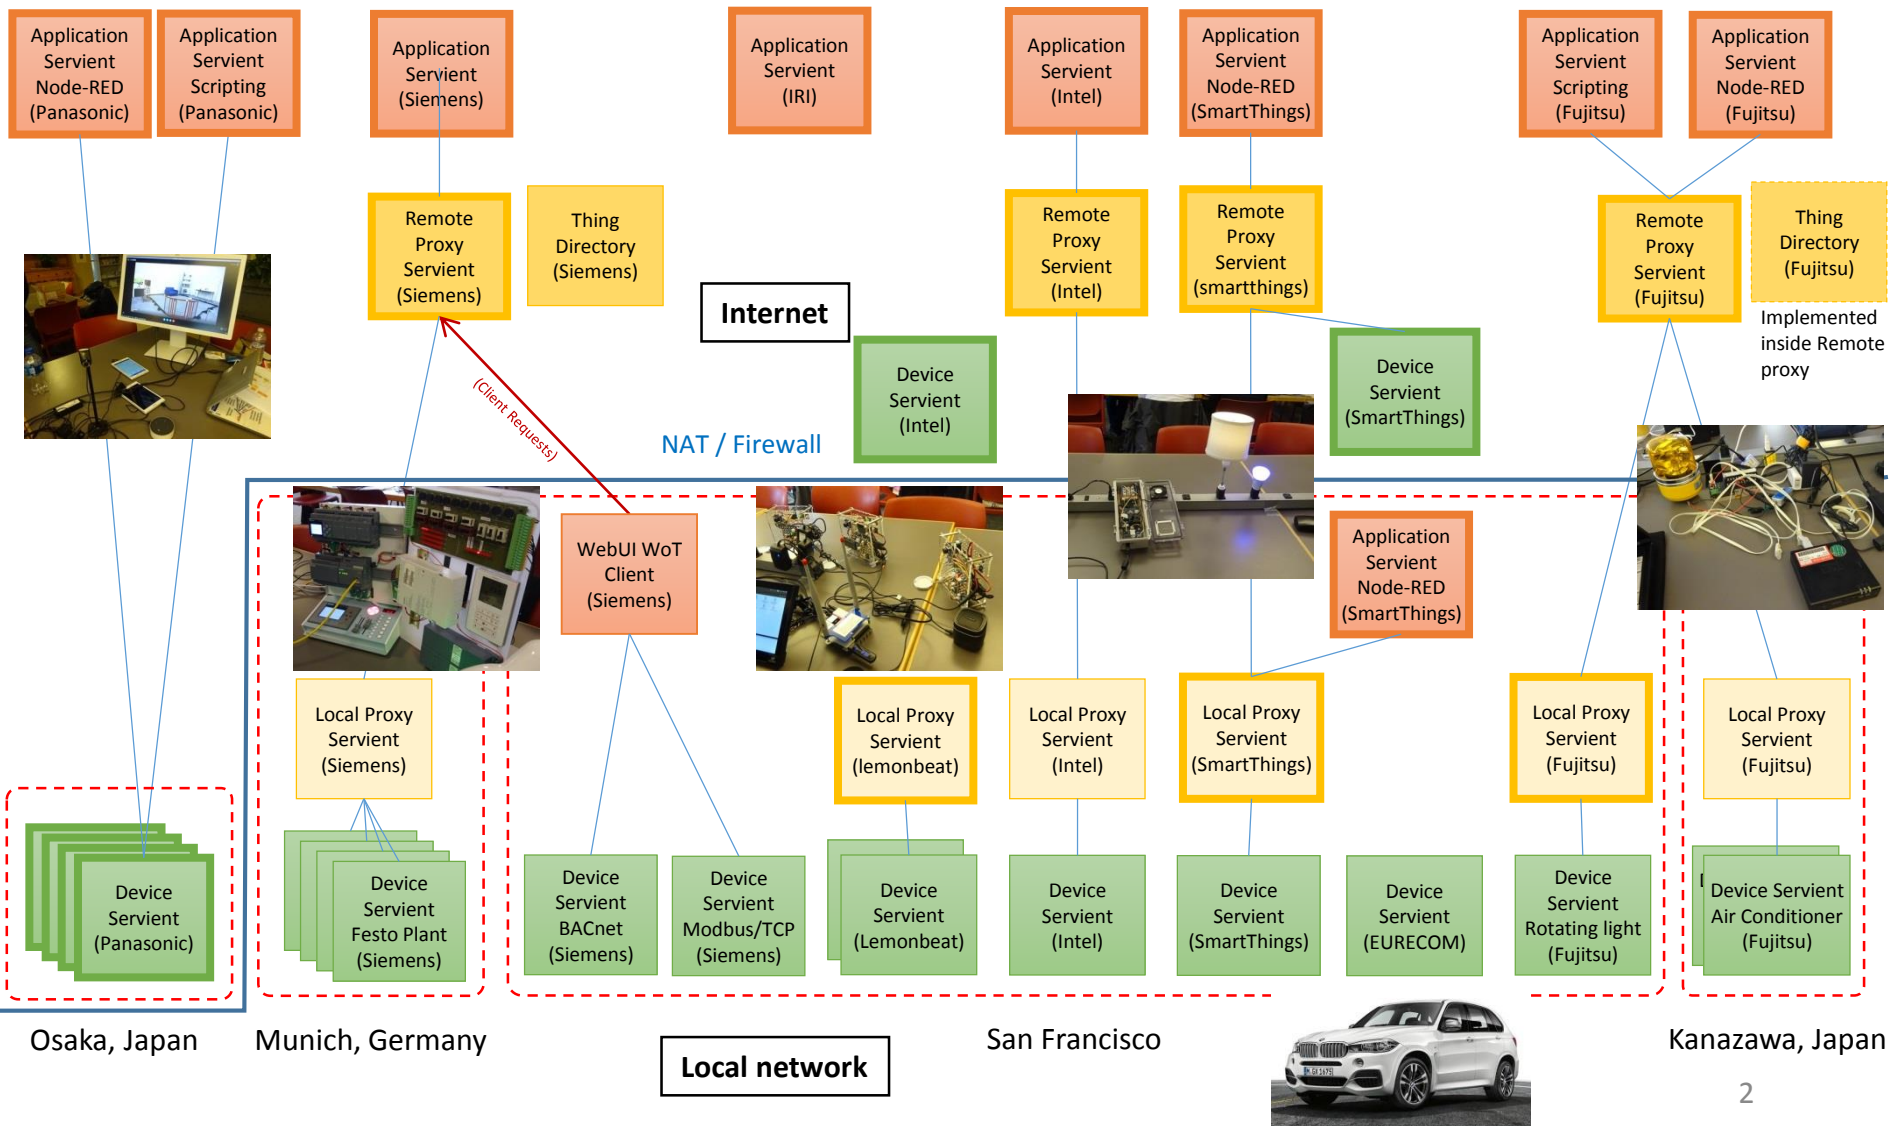 Application
Servient
Node-RED
(Panasonic)
Application
Servient
Scripting
(Panasonic)
Application
Servient
(Siemens)
Application
Servient
(IRI)
Application
Servient
(Intel)
Application
Servient
Node-RED
(SmartThings)
Application
Servient
Scripting
(Fujitsu)
Application
Servient
Node-RED
(Fujitsu)
Remote
Proxy
Servient
(Siemens)
Thing
Directory
(Siemens)
Remote
Proxy
Servient
(Intel)
Remote
Proxy
Servient
(smartthings)
Remote
Proxy
Servient
(Fujitsu)
Thing
Directory
(Fujitsu)
Implemented
inside Remote
proxy
Internet
Device
Servient
(Intel)
Device
Servient
(SmartThings)
(Client Requests)
NAT / Firewall
WebUI WoT
Client
(Siemens)
Application
Servient
Node-RED
(SmartThings)
Local Proxy
Servient
(Siemens)
Local Proxy
Servient
(lemonbeat)
Local Proxy
Servient
(Intel)
Local Proxy
Servient
(SmartThings)
Local Proxy
Servient
(Fujitsu)
Local Proxy
Servient
(Fujitsu)
Device
Servient
(Panasonic)
Device
Servient
Festo Plant
(Siemens)
Device
Servient
BACnet
(Siemens)
Device
Servient
Modbus/TCP
(Siemens)
Device
Servient
(Lemonbeat)
Device
Servient
(Intel)
Device
Servient
(SmartThings)
Device
Servient
(EURECOM)
Device
Servient
Rotating light
(Fujitsu)
Device Servient
Air Conditioner
(Fujitsu)
Osaka, Japan
Munich, Germany
San Francisco
Kanazawa, Japan
Local network
2